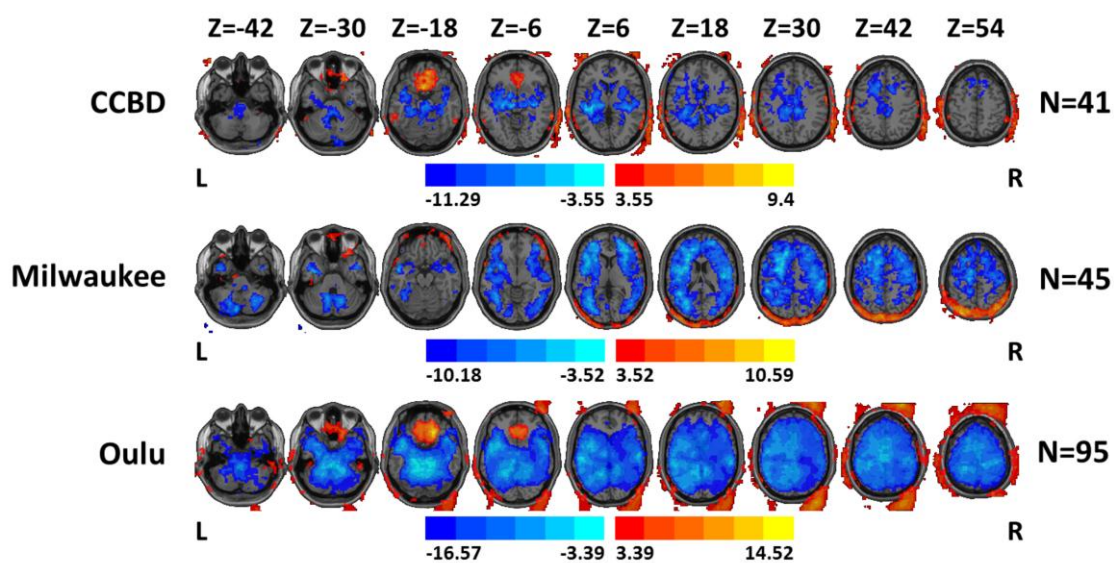 Z=-42 Z=-30 Z=-18 Z=-6 Z=6 Z=18 Z=30 Z=42 Z=54
CCBD N=41
L R
-11.29 -3.55 3.55 9.4
Milwaukee N=45
L R
-10.18 -3.52 3.52 10.59
Oulu N=95
L R
-16.57 -3.39 3.39 14.52